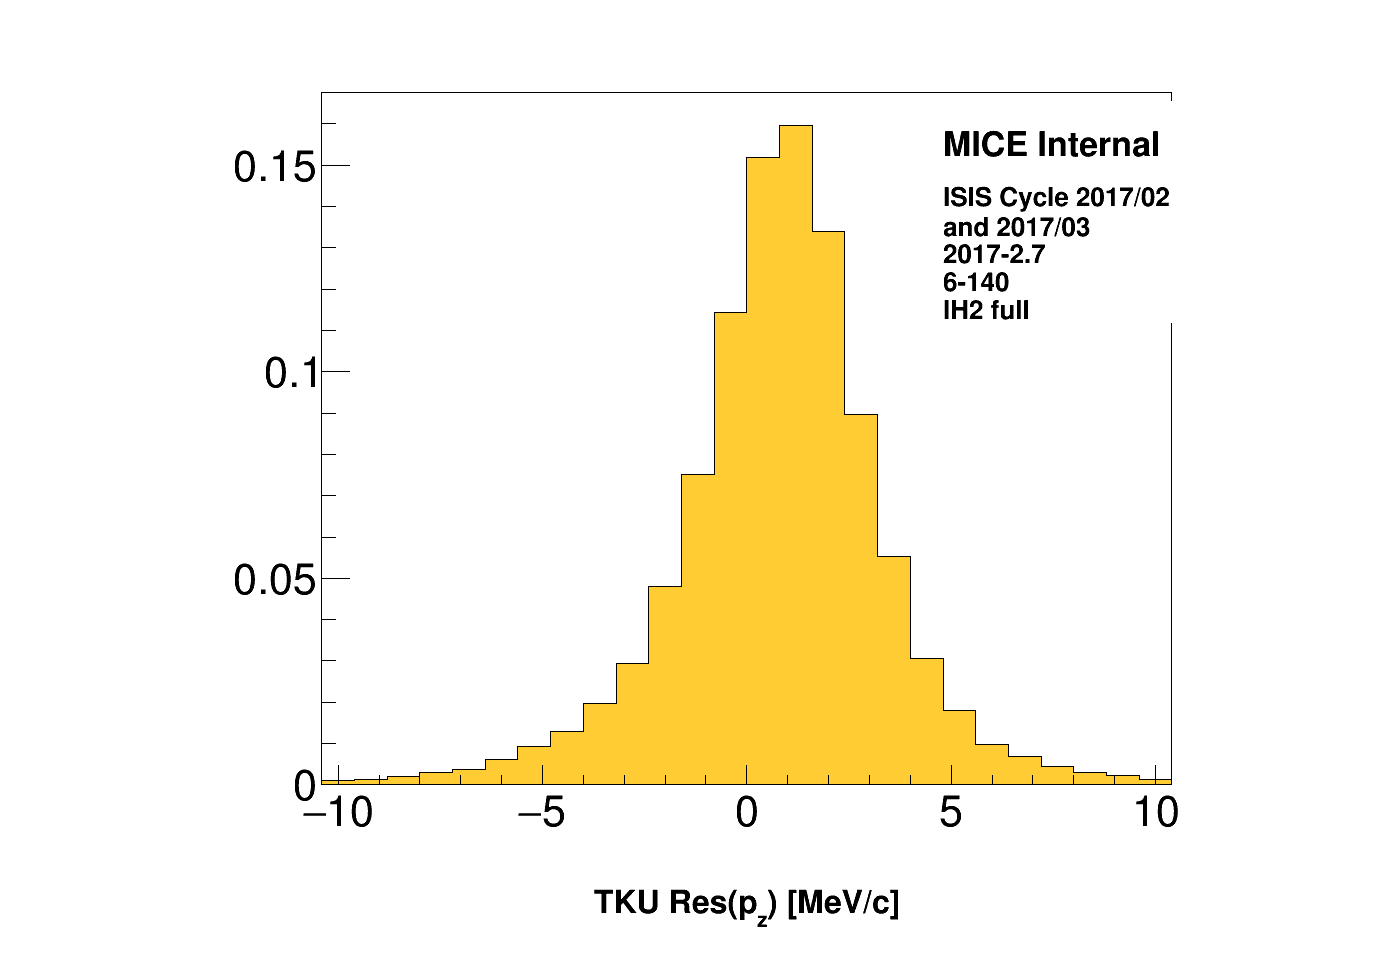 MICE Internal
ISIS Cycle 2017/02
and 2017/03
2017-2.7
6-140
IH2 full
0.15
0.1
0.05
0
−10 −5 0 5 10
TKU Res(pz) [MeV/c]